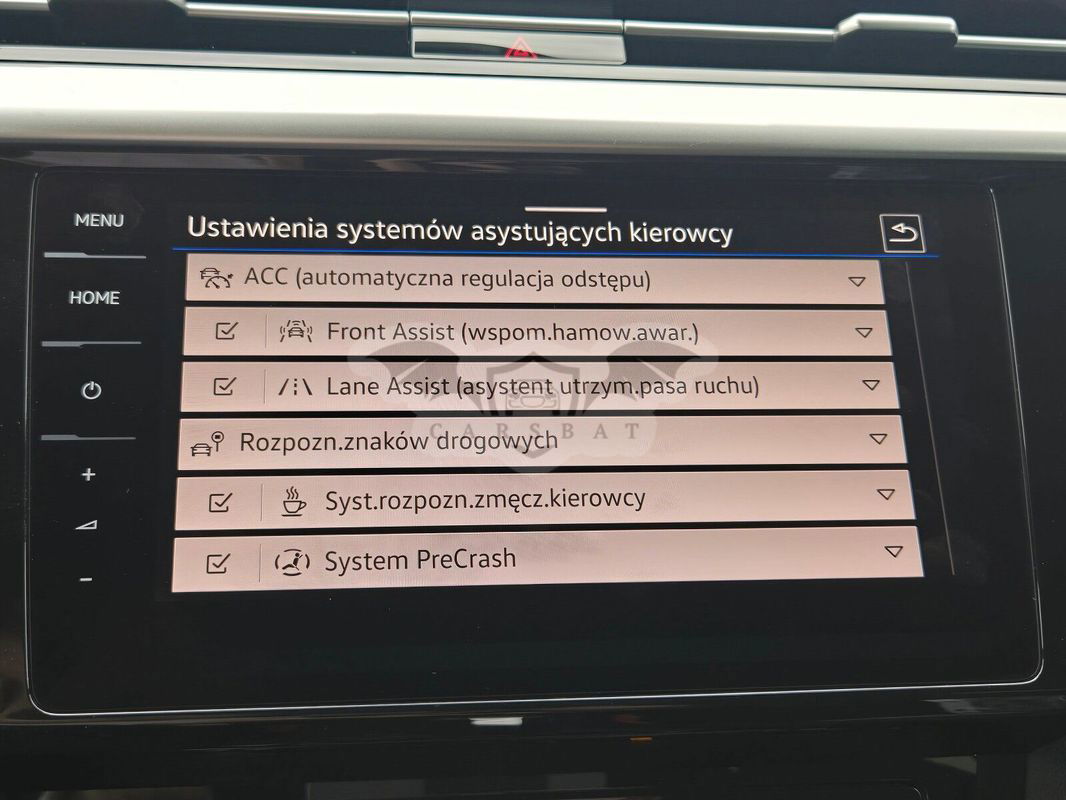 MENU
HOME
Ustawienia systemów asystujących kierowcy
ACC (automatyczna regulacja odstępu)
Front Assist (wspom.hamow.awar.)
Lane Assist (asystent utrzym.pasa ruchu)
Rozpozn.znaków drogowych
CARSBAT
Syst.rozpozn.zmęcz.kierowcy
System PreCrash
+
-